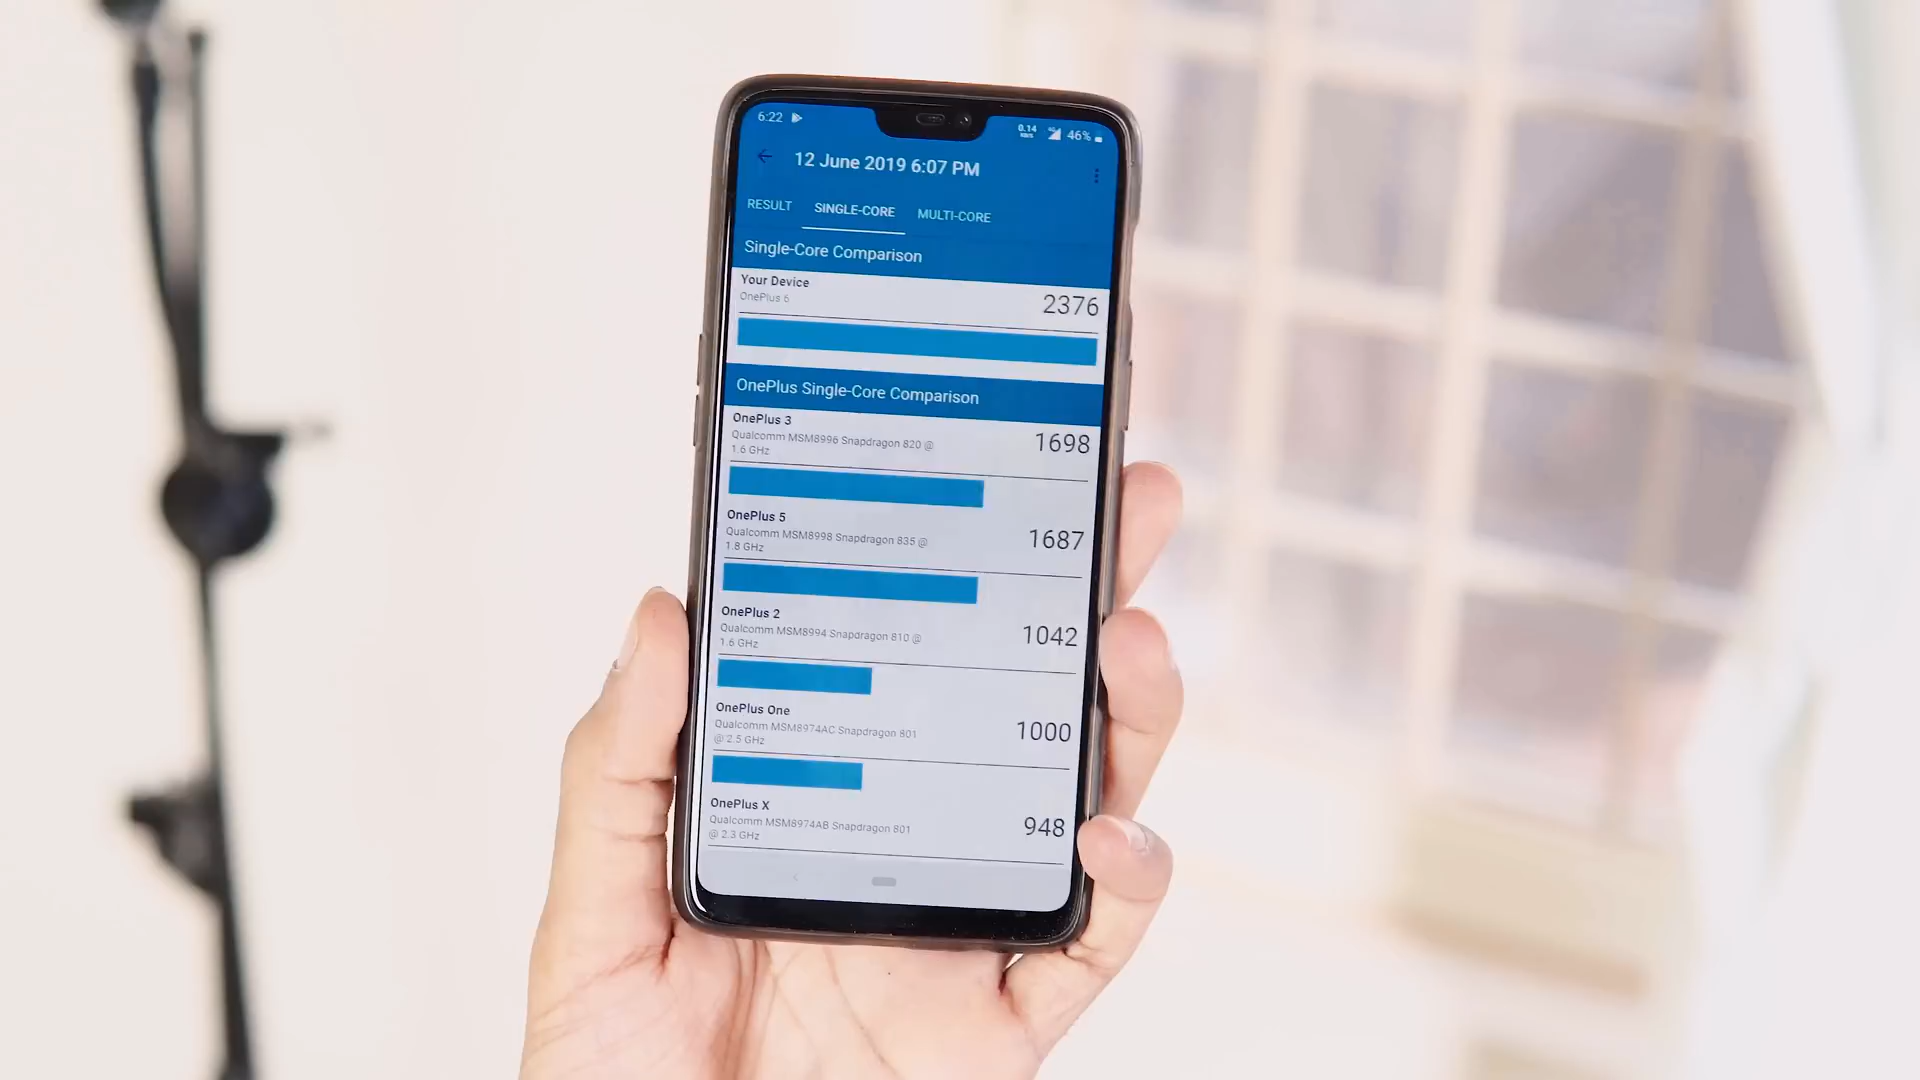 6:22
0.14
KB/S
4G
46%
12 June 2019 6:07 PM
RESULT SINGLE-CORE MULTI-CORE
Single-Core Comparison
Your Device
OnePlus 6
2376
OnePlus Single-Core Comparison
OnePlus 3
Qualcomm MSM8996 Snapdragon 820 @
1.6 GHz
1698
OnePlus 5
Qualcomm MSM8998 Snapdragon 835 @
1.8 GHz
1687
OnePlus 2
Qualcomm MSM8994 Snapdragon 810 @
1.6 GHz
1042
OnePlus One
Qualcomm MSM8974AC Snapdragon 801
@ 2.5 GHz
1000
OnePlus X
Qualcomm MSM8974AB Snapdragon 801
@ 2.3 GHz
948